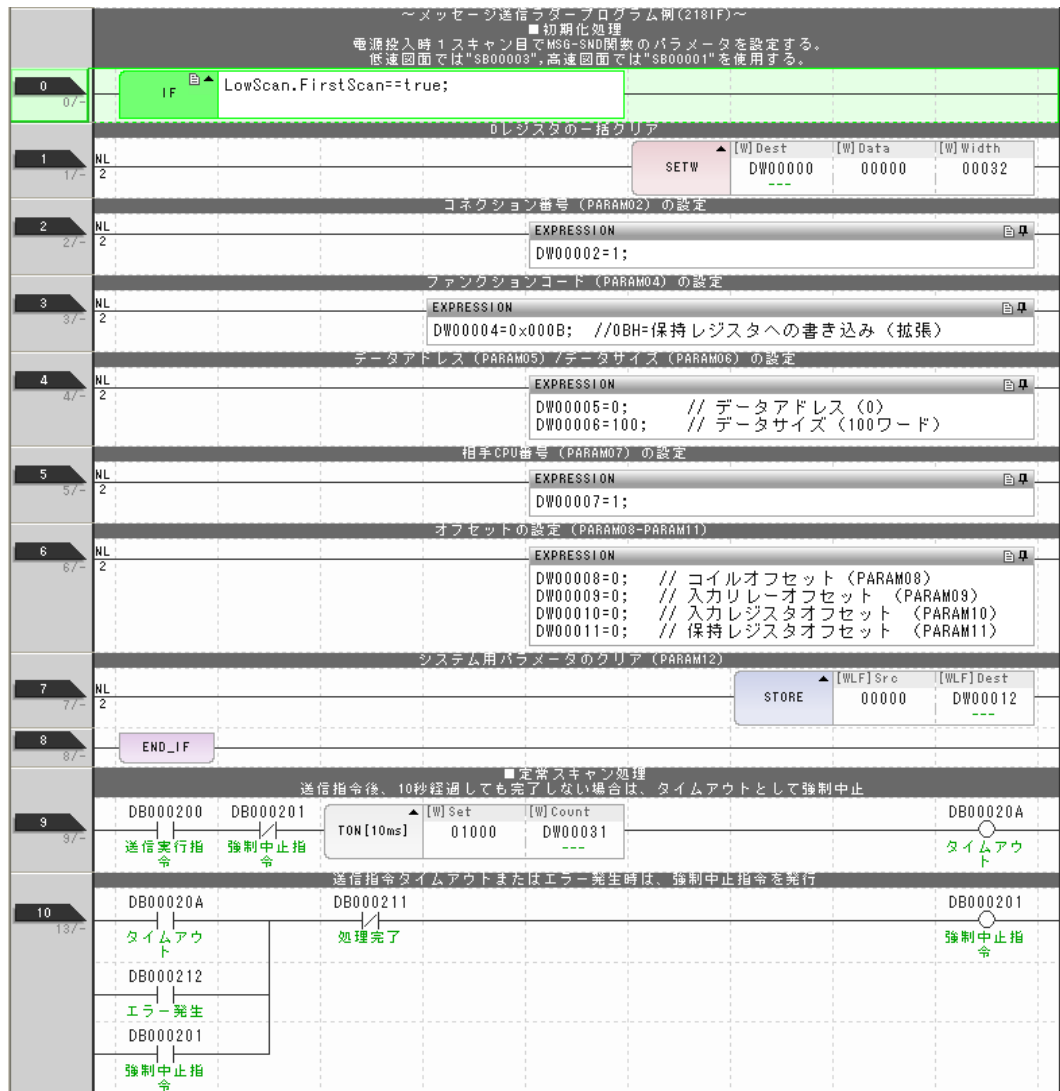 ～メッセージ送信ラダープログラム例(218IF)～
■初期化処理
電源投入時１スキャン目でMSG-SND関数のパラメータを設定する。
低速図面では"SB00003",高速図面では"SB00001"を使用する。
0
0/-
IF
LowScan.FirstScan==true;
Dレジスタの一括クリア
1
1/-
NL
2
SETW
[W]Dest
[W]Data
[W]Width
DW00000
00000
00032
---
コネクション番号（PARAM02）の設定
2
2/-
NL
2
EXPRESSION
DW00002=1;
ファンクションコード（PARAM04）の設定
3
3/-
NL
2
EXPRESSION
DW00004=0x000B; //0BH=保持レジスタへの書き込み（拡張）
データアドレス（PARAM05）/データサイズ（PARAM06）の設定
4
4/-
NL
2
EXPRESSION
DW00005=0; // データアドレス（0）
DW00006=100; // データサイズ（100ワード）
相手CPU番号（PARAM07）の設定
5
5/-
NL
2
EXPRESSION
DW00007=1;
オフセットの設定（PARAM08-PARAM11）
6
6/-
NL
2
EXPRESSION
DW00008=0; // コイルオフセット（PARAM08）
DW00009=0; // 入力リレーオフセット （PARAM09）
DW00010=0; // 入力レジスタオフセット （PARAM10）
DW00011=0; // 保持レジスタオフセット （PARAM11）
システム用パラメータのクリア（PARAM12）
7
7/-
NL
2
STORE
[WLF]Src
[WLF]Dest
00000
DW00012
---
8
8/-
END_IF
■定常スキャン処理
送信指令後、10秒経過しても完了しない場合は、タイムアウトとして強制中止
9
9/-
DB000200
送信実行指
令
DB000201
強制中止指
令
TON[10ms]
[W]Set
[W]Count
01000
DW00031
---
DB00020A
タイムアウ
ト
送信指令タイムアウトまたはエラー発生時は、強制中止指令を発行
10
13/-
DB00020A
タイムアウ
ト
DB000211
処理完了
DB000201
強制中止指
令
DB000212
エラー発生
DB000201
強制中止指
令